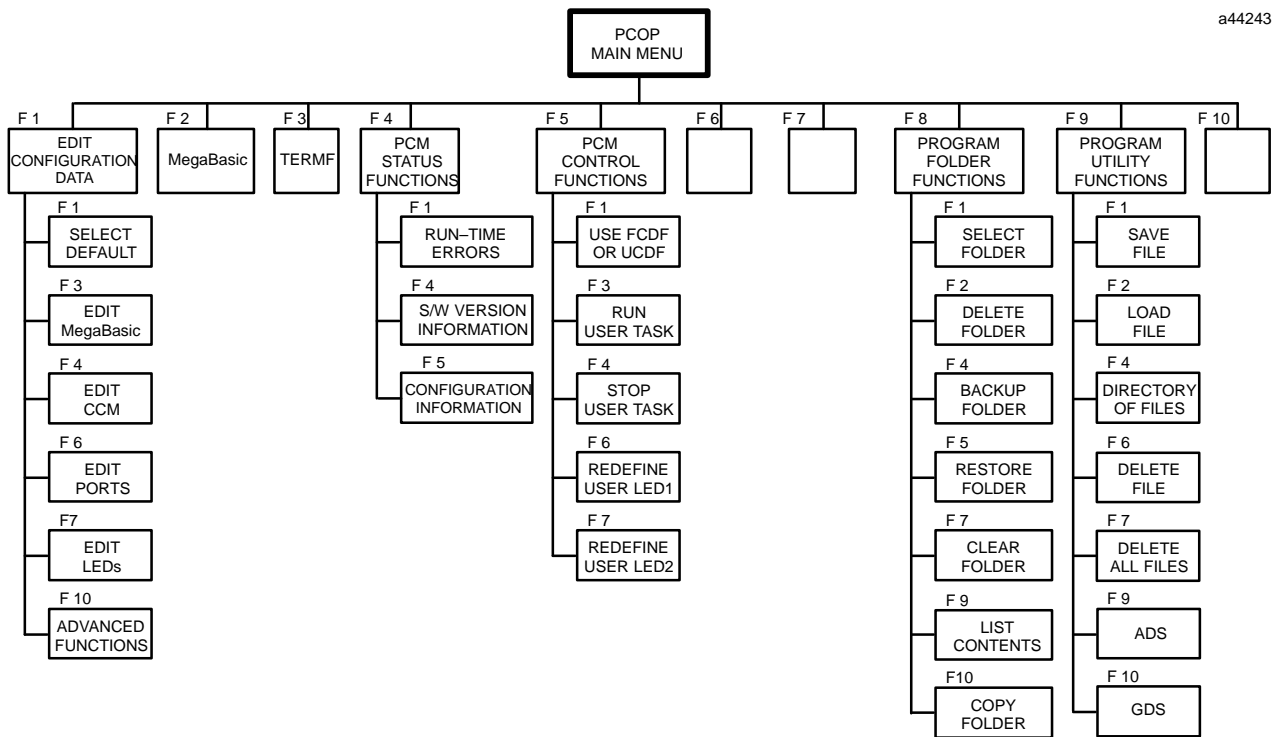 a44243
PCOP
MAIN MENU
F 1
EDIT
CONFIGURATION
DATA
F 2
MegaBasic
F 3
TERMF
F 4
PCM
STATUS
FUNCTIONS
F 5
PCM
CONTROL
FUNCTIONS
F 6
F 7
F 8
PROGRAM
FOLDER
FUNCTIONS
F 9
PROGRAM
UTILITY
FUNCTIONS
F 10
F 1
SELECT
DEFAULT
F 3
EDIT
MegaBasic
F 4
EDIT
CCM
F 6
EDIT
PORTS
F7
EDIT
LEDs
F 10
ADVANCED
FUNCTIONS
F 1
RUN–TIME
ERRORS
F 4
S/W VERSION
INFORMATION
F 5
CONFIGURATION
INFORMATION
F 1
USE FCDF
OR UCDF
F 3
RUN
USER TASK
F 4
STOP
USER TASK
F 6
REDEFINE
USER LED1
F 7
REDEFINE
USER LED2
F 1
SELECT
FOLDER
F 2
DELETE
FOLDER
F 4
BACKUP
FOLDER
F 5
RESTORE
FOLDER
F 7
CLEAR
FOLDER
F 9
LIST
CONTENTS
F10
COPY
FOLDER
F 1
SAVE
FILE
F 2
LOAD
FILE
F 4
DIRECTORY
OF FILES
F 6
DELETE
FILE
F 7
DELETE
ALL FILES
F 9
ADS
F 10
GDS